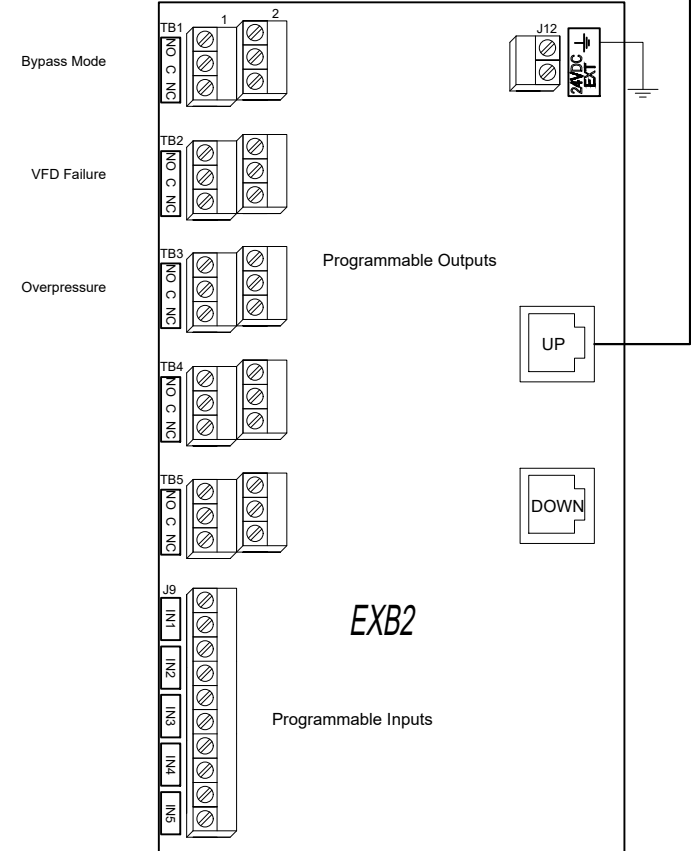 1
2
TB1
NO C NC
Bypass Mode
J12
24VDC
EXT
TB2
NO C NC
VFD Failure
TB3
NO C NC
Programmable Outputs
Overpressure
UP
TB4
NO C NC
TB5
NO C NC
DOWN
J9
IN1
EXB2
IN2
IN3
Programmable Inputs
IN4
IN5